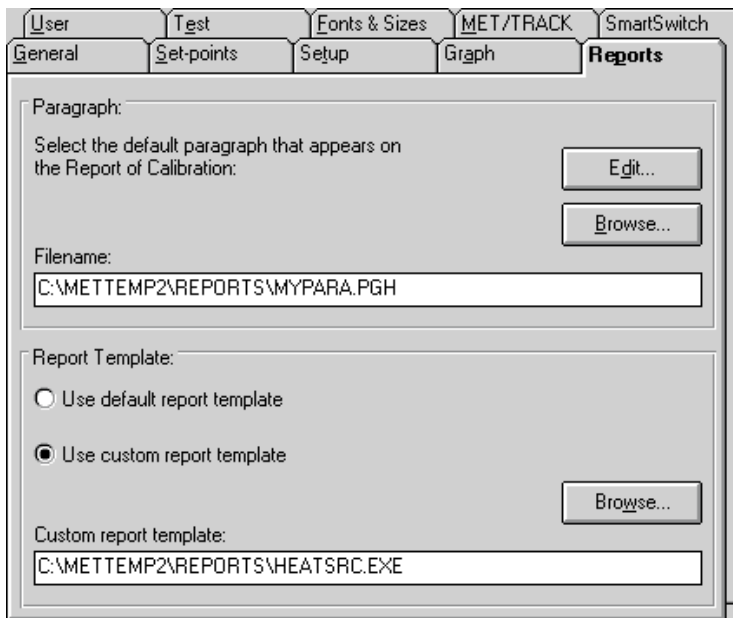 User Test Fonts & Sizes MET/TRACK SmartSwitch
General Set-points Setup Graph Reports
Paragraph:
Select the default paragraph that appears on
the Report of Calibration:
Edit...
Browse...
Filename:
C:\METTEMP2\REPORTS\MYPARA.PGH
Report Template:
Use default report template
Use custom report template
Browse...
Custom report template:
C:\METTEMP2\REPORTS\HEATSRC.EXE